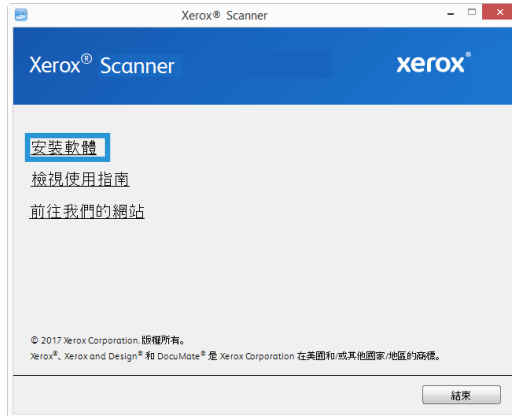 Xerox® Scanner
Xerox® Scanner
xerox®
安裝軟體
檢視使用指南
前往我們的網站
© 2017 Xerox Corporation. 版權所有。
Xerox®、Xerox and Design® 和 DocuMate® 是 Xerox Corporation 在美國和/或其他國家/地區的商標。
結束